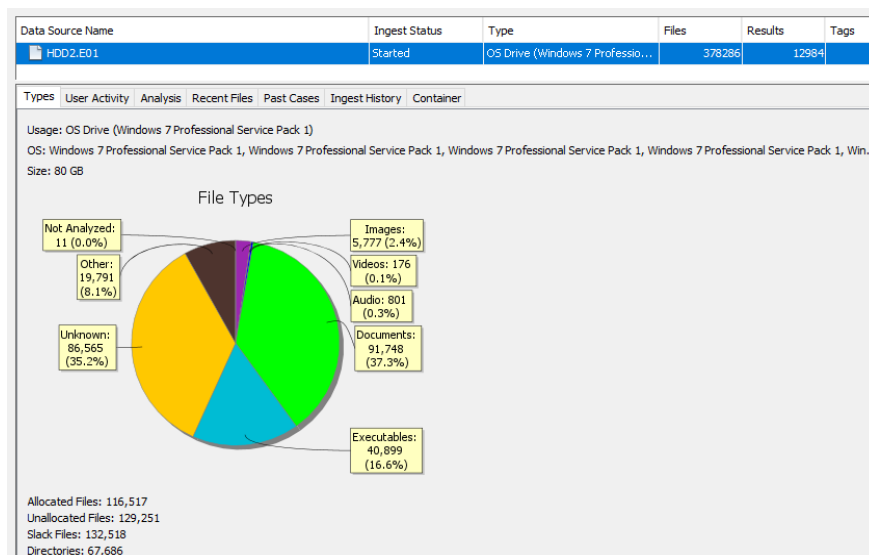 Data Source Name Ingest Status Type Files Results Tags
HDD2.E01 Started OS Drive (Windows 7 Professio... 378286 12984
Types User Activity Analysis Recent Files Past Cases Ingest History Container
Usage: OS Drive (Windows 7 Professional Service Pack 1)
OS: Windows 7 Professional Service Pack 1, Windows 7 Professional Service Pack 1, Windows 7 Professional Service Pack 1, Windows 7 Professional Service Pack 1, Win...
Size: 80 GB
File Types
Not Analyzed:
11 (0.0%)
Other:
19,791
(8.1%)
Unknown:
86,565
(35.2%)
Images:
5,777 (2.4%)
Videos: 176
(0.1%)
Audio: 801
(0.3%)
Documents:
91,748
(37.3%)
Executables:
40,899
(16.6%)
Allocated Files: 116,517
Unallocated Files: 129,251
Slack Files: 132,518
Directories: 67,686